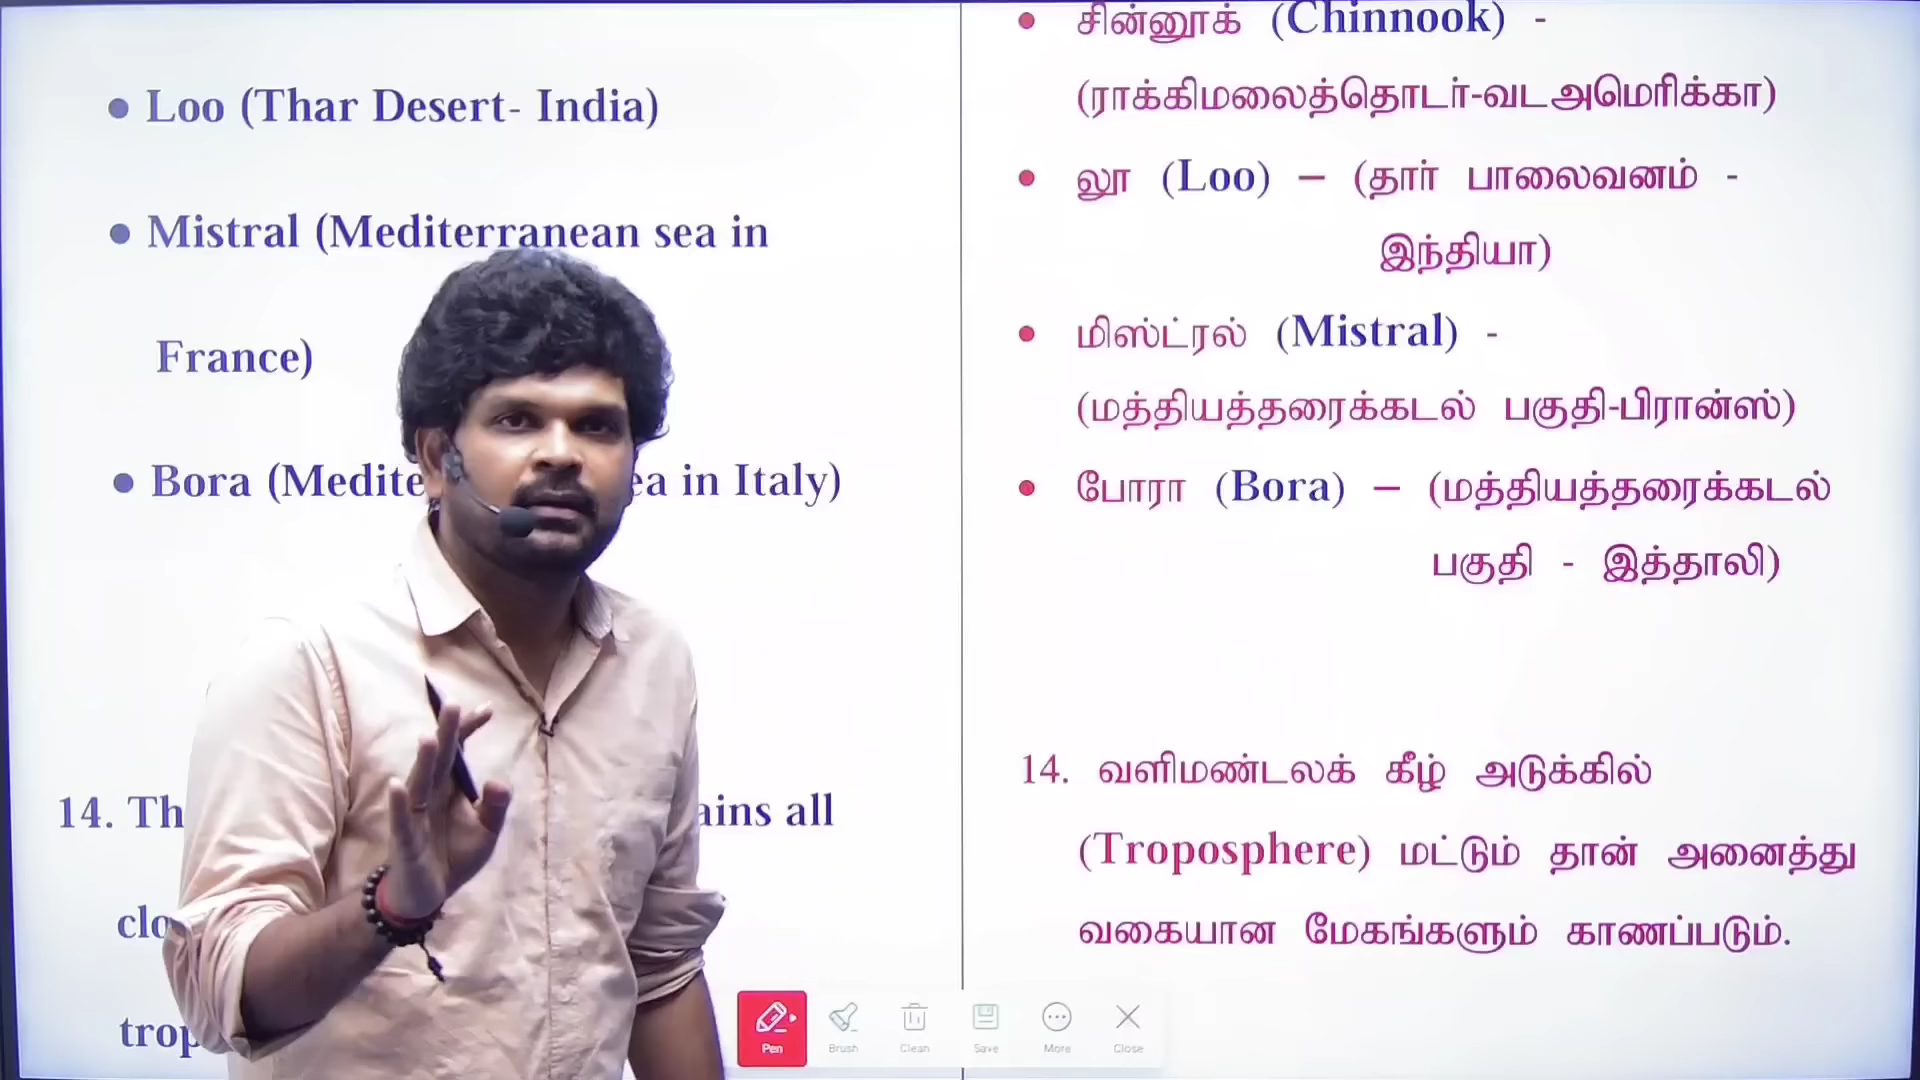 Loo (Thar Desert- India)
Mistral (Mediterranean sea in
France)
Bora (Medite ea in Italy)
14. Th ains all
clo
trop
சின்னூக் (Chinnook) -
(ராக்கிமலைத்தொடர்-வடஅமெரிக்கா)
லூ (Loo) – (தார் பாலைவனம் -
இந்தியா)
மிஸ்ட்ரல் (Mistral) -
(மத்தியத்தரைக்கடல் பகுதி-பிரான்ஸ்)
போரா (Bora) – (மத்தியத்தரைக்கடல்
பகுதி - இத்தாலி)
14. வளிமண்டலக் கீழ் அடுக்கில்
(Troposphere) மட்டும் தான் அனைத்து
வகையான மேகங்களும் காணப்படும்.
Pen Brush Clean Save More Close